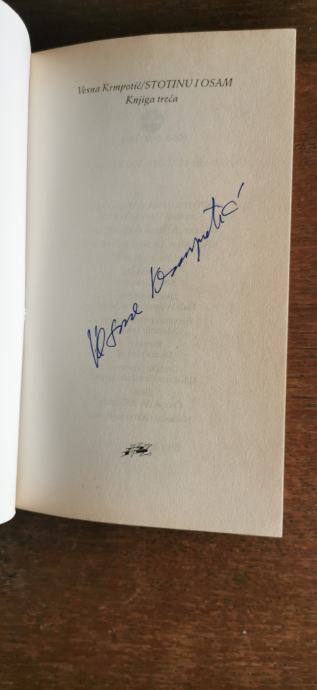 Vesna Krmpotić/STOTINU I OSAM
Knjiga treća
Vesna Krmpotić